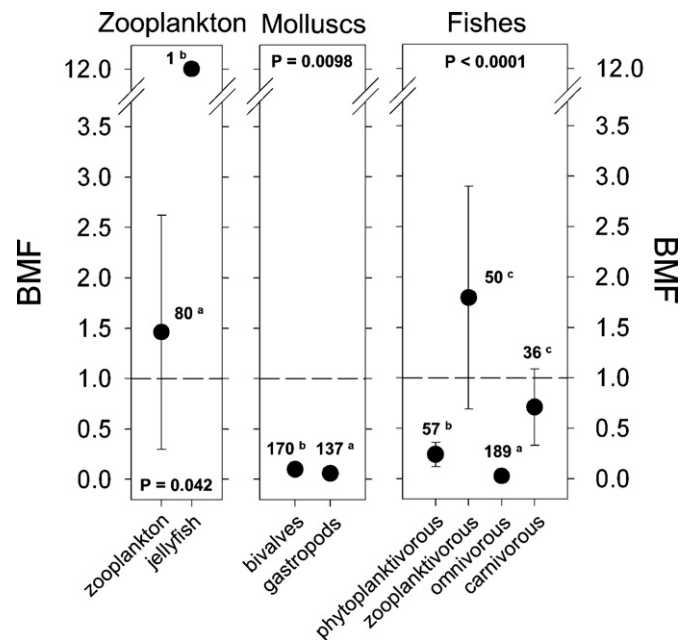 Zooplankton Molluscs Fishes
12.0 1 b P = 0.0098 P < 0.0001 12.0
3.5 3.5
3.0 3.0
2.5 2.5
BMF 2.0 50 c 2.0 BMF
1.5 80 a 36 c 1.5
1.0 1.0
0.5 170 b 137 a 57 b 189 a 0.5
0.0 P = 0.042 0.0
zooplankton
jellyfish
bivalves
gastropods
phytoplanktivorous
zooplanktivorous
omnivorous
carnivorous